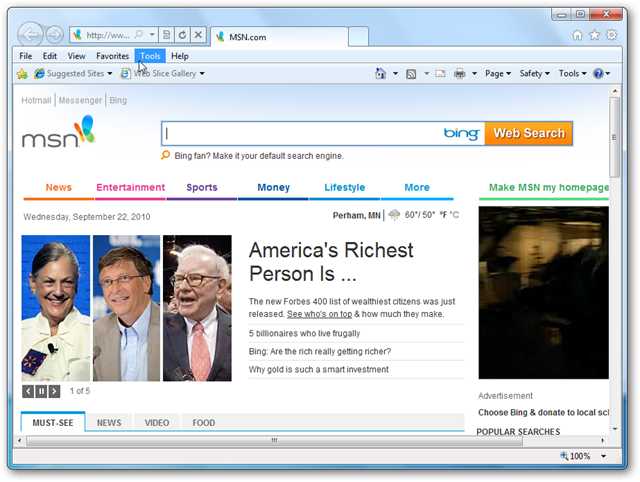 http://ww...
MSN.com
File Edit View Favorites Tools Help
Suggested Sites Web Slice Gallery
Page Safety Tools
Hotmail Messenger Bing
msn
bing Web Search
Bing fan? Make it your default search engine.
News Entertainment Sports Money Lifestyle More Make MSN my homepage
Wednesday, September 22, 2010 Perham, MN 60°/ 50° °F °C
America's Richest
Person Is ...
The new Forbes 400 list of wealthiest citizens was just
released. See who's on top & how much they make.
5 billionaires who live frugally
Bing: Are the rich really getting richer?
Why gold is such a smart investment
1 of 5
Advertisement
Choose Bing & donate to local sch
MUST-SEE NEWS VIDEO FOOD
POPULAR SEARCHES
100%